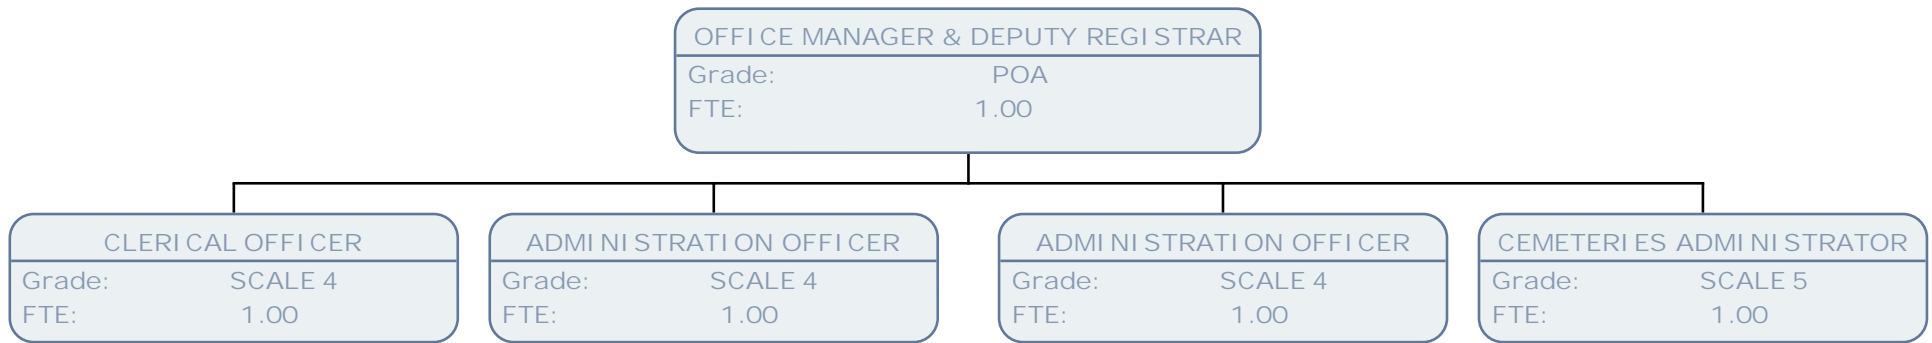 OFFICE MANAGER & DEPUTY REGISTRAR
Grade: POA
FTE: 1.00
CLERICAL OFFICER
Grade: SCALE 4
FTE: 1.00
ADMINISTRATION OFFICER
Grade: SCALE 4
FTE: 1.00
ADMINISTRATION OFFICER
Grade: SCALE 4
FTE: 1.00
CEMETERIES ADMINISTRATOR
Grade: SCALE 5
FTE: 1.00